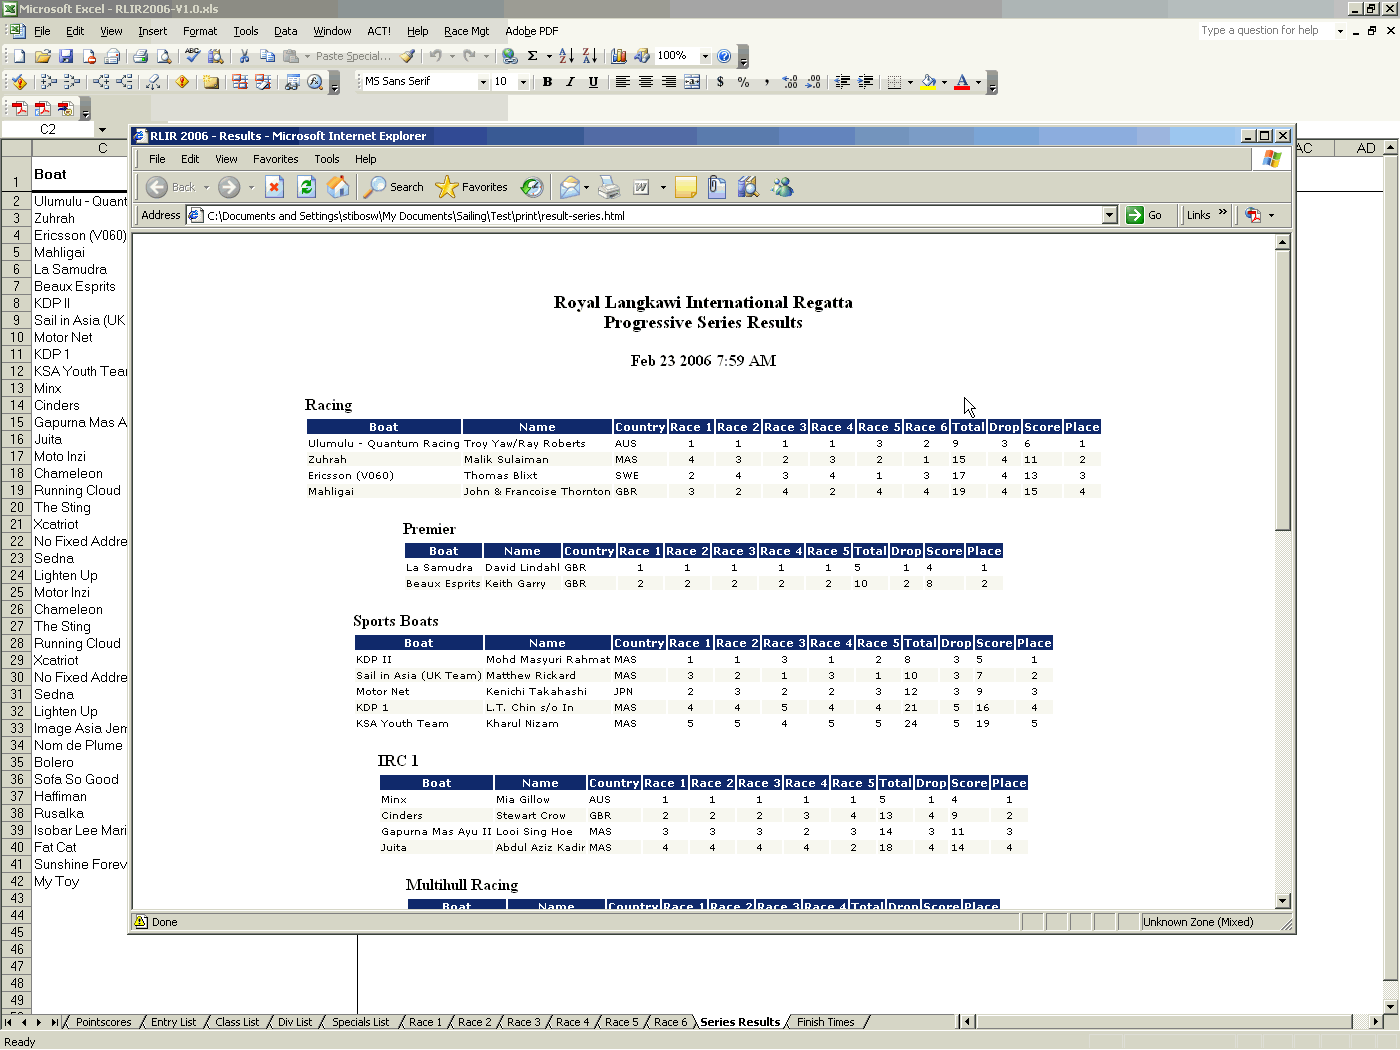 Microsoft Excel - RLIR2006-V1.0.xls
File Edit View Insert Format Tools Data Window ACT! Help Race Mgt Adobe PDF
Type a question for help
Paste Special... Σ 100%
MS Sans Serif 10 B I U $ % , A
C2
C AC AD
1 Boat
2 Ulumulu - Quant
3 Zuhrah
4 Ericsson (V060)
5 Mahligai
6 La Samudra
7 Beaux Esprits
8 KDP II
9 Sail in Asia (UK
10 Motor Net
11 KDP 1
12 KSA Youth Tea
13 Minx
14 Cinders
15 Gapurna Mas A
16 Juita
17 Moto Inzi
18 Chameleon
19 Running Cloud
20 The Sting
21 Xcatriot
22 No Fixed Addre
23 Sedna
24 Lighten Up
25 Motor Inzi
26 Chameleon
27 The Sting
28 Running Cloud
29 Xcatriot
30 No Fixed Addre
31 Sedna
32 Lighten Up
33 Image Asia Jem
34 Nom de Plume
35 Bolero
36 Sofa So Good
37 Haffiman
38 Rusalka
39 Isobar Lee Mari
40 Fat Cat
41 Sunshine Forev
42 My Toy
43
44
45
46
47
48
49
RLIR 2006 - Results - Microsoft Internet Explorer
File Edit View Favorites Tools Help
Back Search Favorites
Address C:\Documents and Settings\stibosw\My Documents\Sailing\Test\print\result-series.html Go Links »
Royal Langkawi International Regatta
Progressive Series Results
Feb 23 2006 7:59 AM
Racing
Boat Name Country Race 1 Race 2 Race 3 Race 4 Race 5 Race 6 Total Drop Score Place
Ulumulu - Quantum Racing Troy Yaw/Ray Roberts AUS 1 1 1 1 3 2 9 3 6 1
Zuhrah Malik Sulaiman MAS 4 3 2 3 2 1 15 4 11 2
Ericsson (V060) Thomas Blixt SWE 2 4 3 4 1 3 17 4 13 3
Mahligai John & Francoise Thornton GBR 3 2 4 2 4 4 19 4 15 4
Premier
Boat Name Country Race 1 Race 2 Race 3 Race 4 Race 5 Total Drop Score Place
La Samudra David Lindahl GBR 1 1 1 1 1 5 1 4 1
Beaux Esprits Keith Garry GBR 2 2 2 2 2 10 2 8 2
Sports Boats
Boat Name Country Race 1 Race 2 Race 3 Race 4 Race 5 Total Drop Score Place
KDP II Mohd Masyuri Rahmat MAS 1 1 3 1 2 8 3 5 1
Sail in Asia (UK Team) Matthew Rickard MAS 3 2 1 3 1 10 3 7 2
Motor Net Kenichi Takahashi JPN 2 3 2 2 3 12 3 9 3
KDP 1 L.T. Chin s/o In MAS 4 4 5 4 4 21 5 16 4
KSA Youth Team Kharul Nizam MAS 5 5 4 5 5 24 5 19 5
IRC 1
Boat Name Country Race 1 Race 2 Race 3 Race 4 Race 5 Total Drop Score Place
Minx Mia Gillow AUS 1 1 1 1 1 5 1 4 1
Cinders Stewart Crow GBR 2 2 2 3 4 13 4 9 2
Gapurna Mas Ayu II Looi Sing Hoe MAS 3 3 3 2 3 14 3 11 3
Juita Abdul Aziz Kadir MAS 4 4 4 4 2 18 4 14 4
Multihull Racing
Boat Name Country Race 1 Race 2 Race 3 Race 4 Total Drop Score Place
Done Unknown Zone (Mixed)
Pointscores Entry List Class List Div List Specials List Race 1 Race 2 Race 3 Race 4 Race 5 Race 6 Series Results Finish Times
Ready